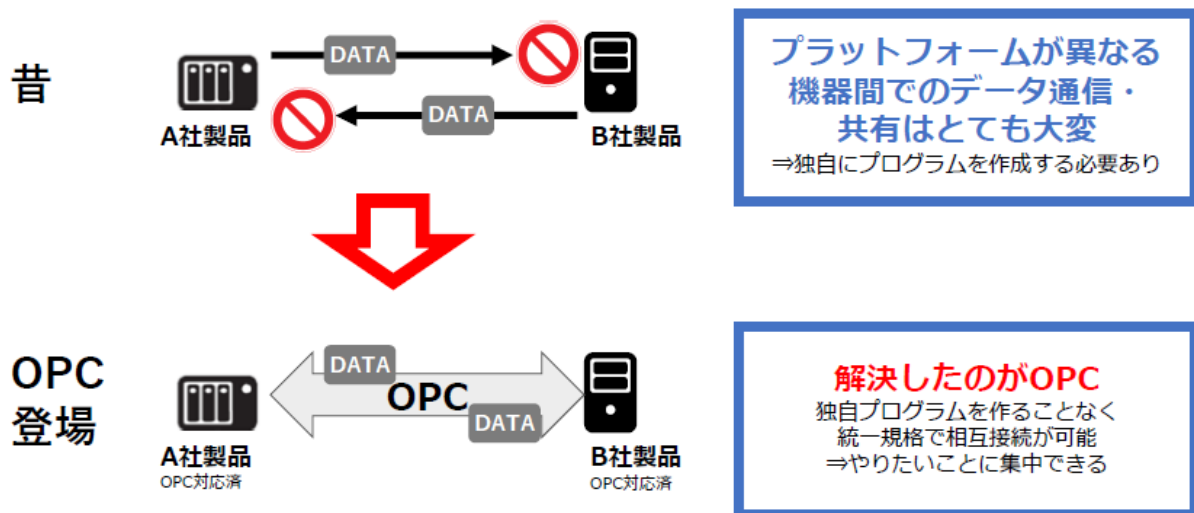 昔
DATA
DATA
A社製品
B社製品
プラットフォームが異なる
機器間でのデータ通信・
共有はとても大変
⇒独自にプログラムを作成する必要あり
OPC
登場
DATA
OPC
DATA
A社製品
OPC対応済
B社製品
OPC対応済
解決したのがOPC
独自プログラムを作ることなく
統一規格で相互接続が可能
⇒やりたいことに集中できる